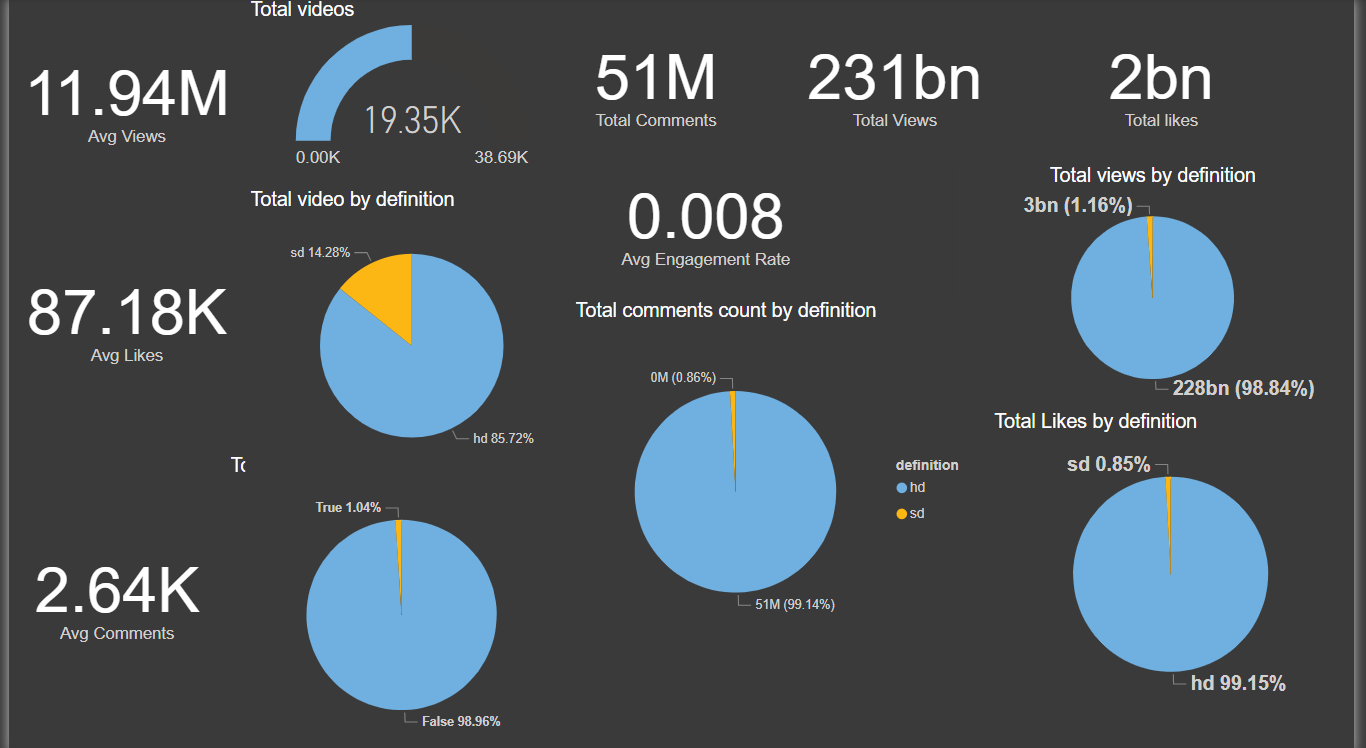 Total videos
11.94M
Avg Views
19.35K
0.00K
38.69K
51M
Total Comments
231bn
Total Views
2bn
Total likes
Total video by definition
sd 14.28%
hd 85.72%
0.008
Avg Engagement Rate
Total views by definition
3bn (1.16%)
228bn (98.84%)
87.18K
Avg Likes
Total comments count by definition
0M (0.86%)
51M (99.14%)
definition
hd
sd
Total Likes by definition
sd 0.85%
hd 99.15%
True 1.04%
False 98.96%
2.64K
Avg Comments